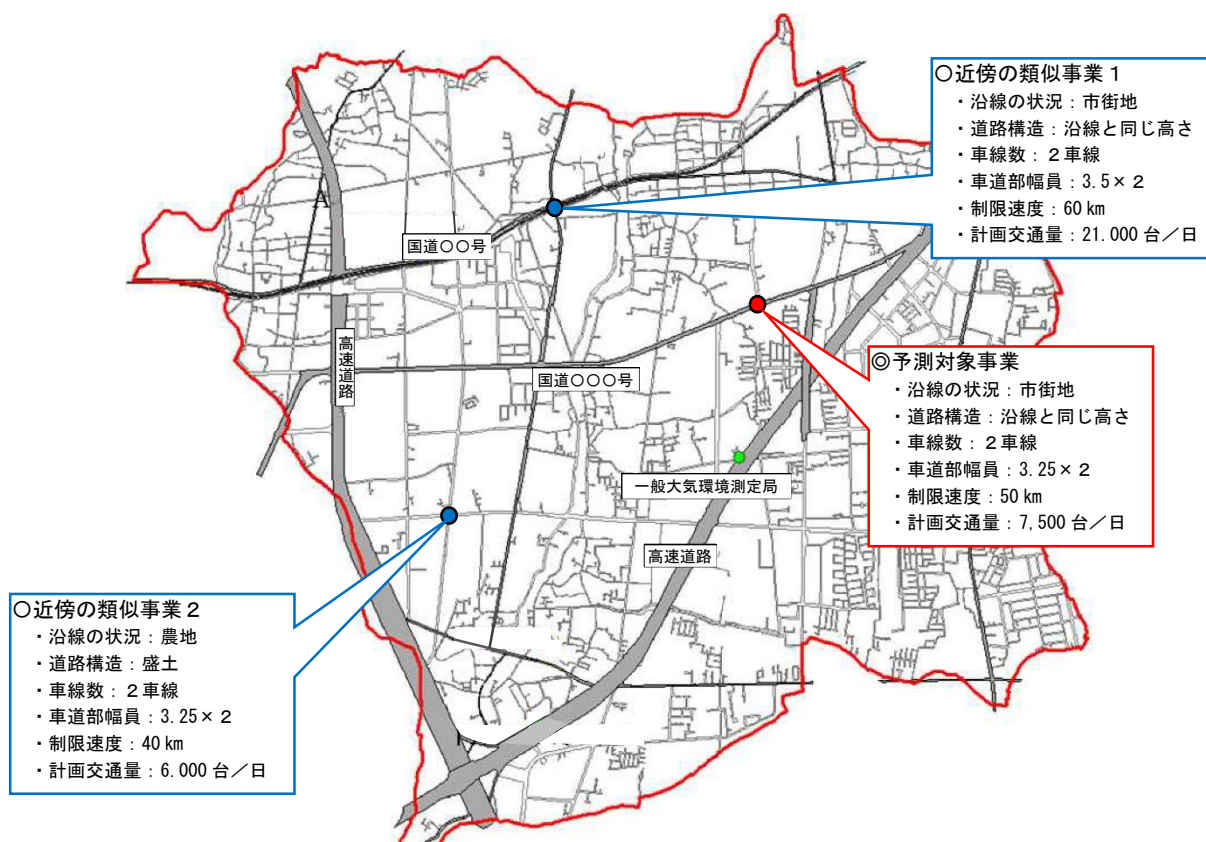 ○近傍の類似事業1
・沿線の状況：市街地
・道路構造：沿線と同じ高さ
・車線数：２車線
・車道部幅員：3.5×２
・制限速度：60 km
・計画交通量：21.000 台／日
A
国道○○号
高速道路
国道○○○号
◎予測対象事業
・沿線の状況：市街地
・道路構造：沿線と同じ高さ
・車線数：２車線
・車道部幅員：3.25×２
・制限速度：50 km
・計画交通量：7,500 台／日
一般大気環境測定局
高速道路
○近傍の類似事業２
・沿線の状況：農地
・道路構造：盛土
・車線数：２車線
・車道部幅員：3.25×２
・制限速度：40 km
・計画交通量：6.000 台／日